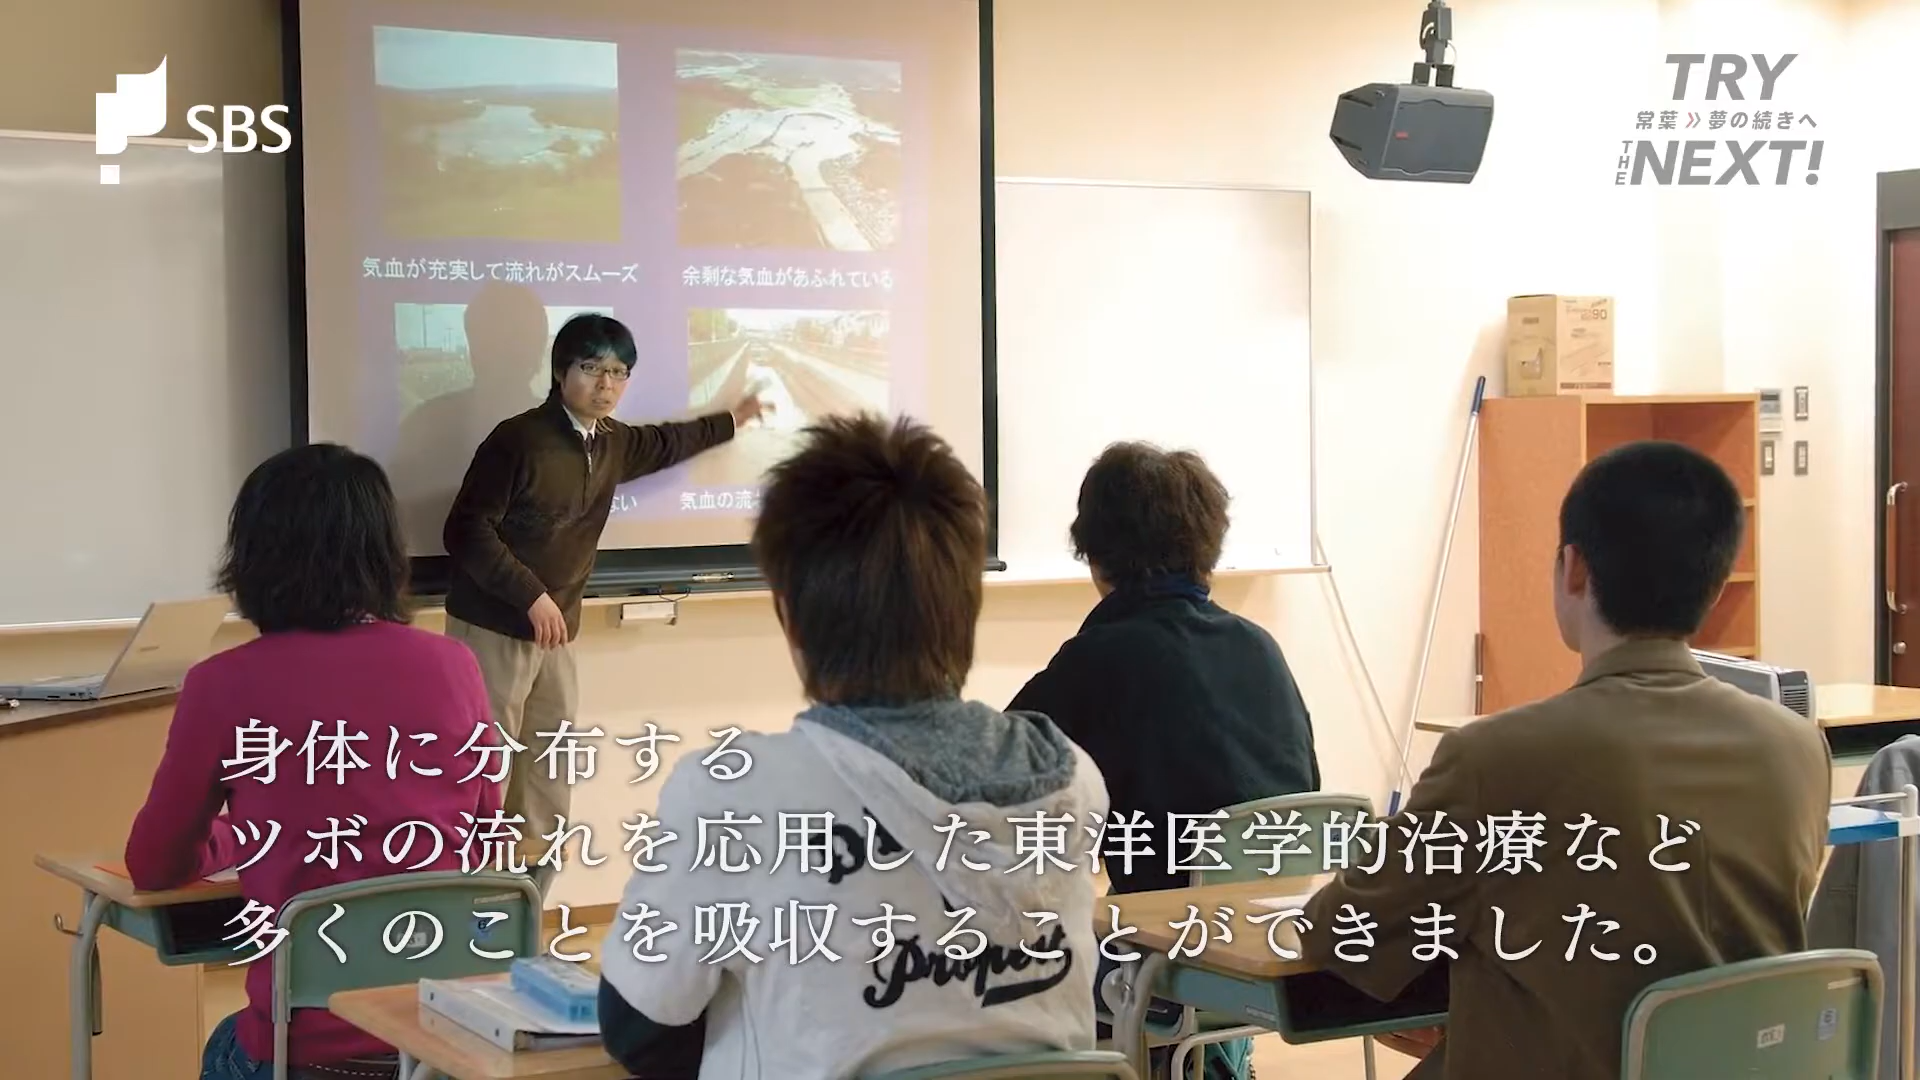 SBS
TRY
常葉 » 夢の続きへ
THE NEXT!
気血が充実して流れがスムーズ
余剰な気血があふれている
ない
気血の流
身体に分布する
ツボの流れを応用した東洋医学的治療など
多くのことを吸収することができました。